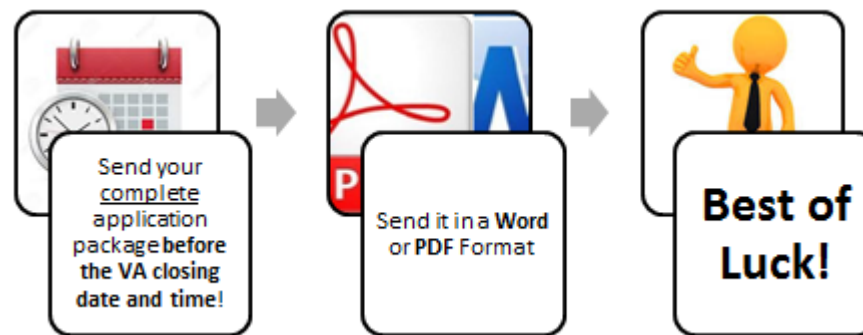 Send your
complete
application
package before
the VA closing
date and time!
P
Send it in a Word
or PDF Format
Best of
Luck!